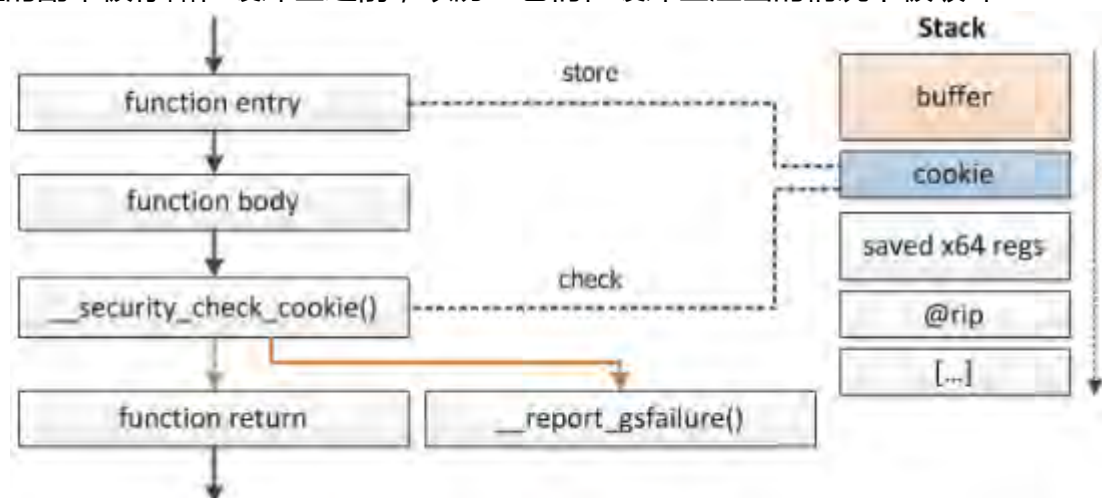 Stack
function entry
store
buffer
function body
cookie
saved x64 regs
__security_check_cookie()
check
@rip
[...]
function return
__report_gsfailure()